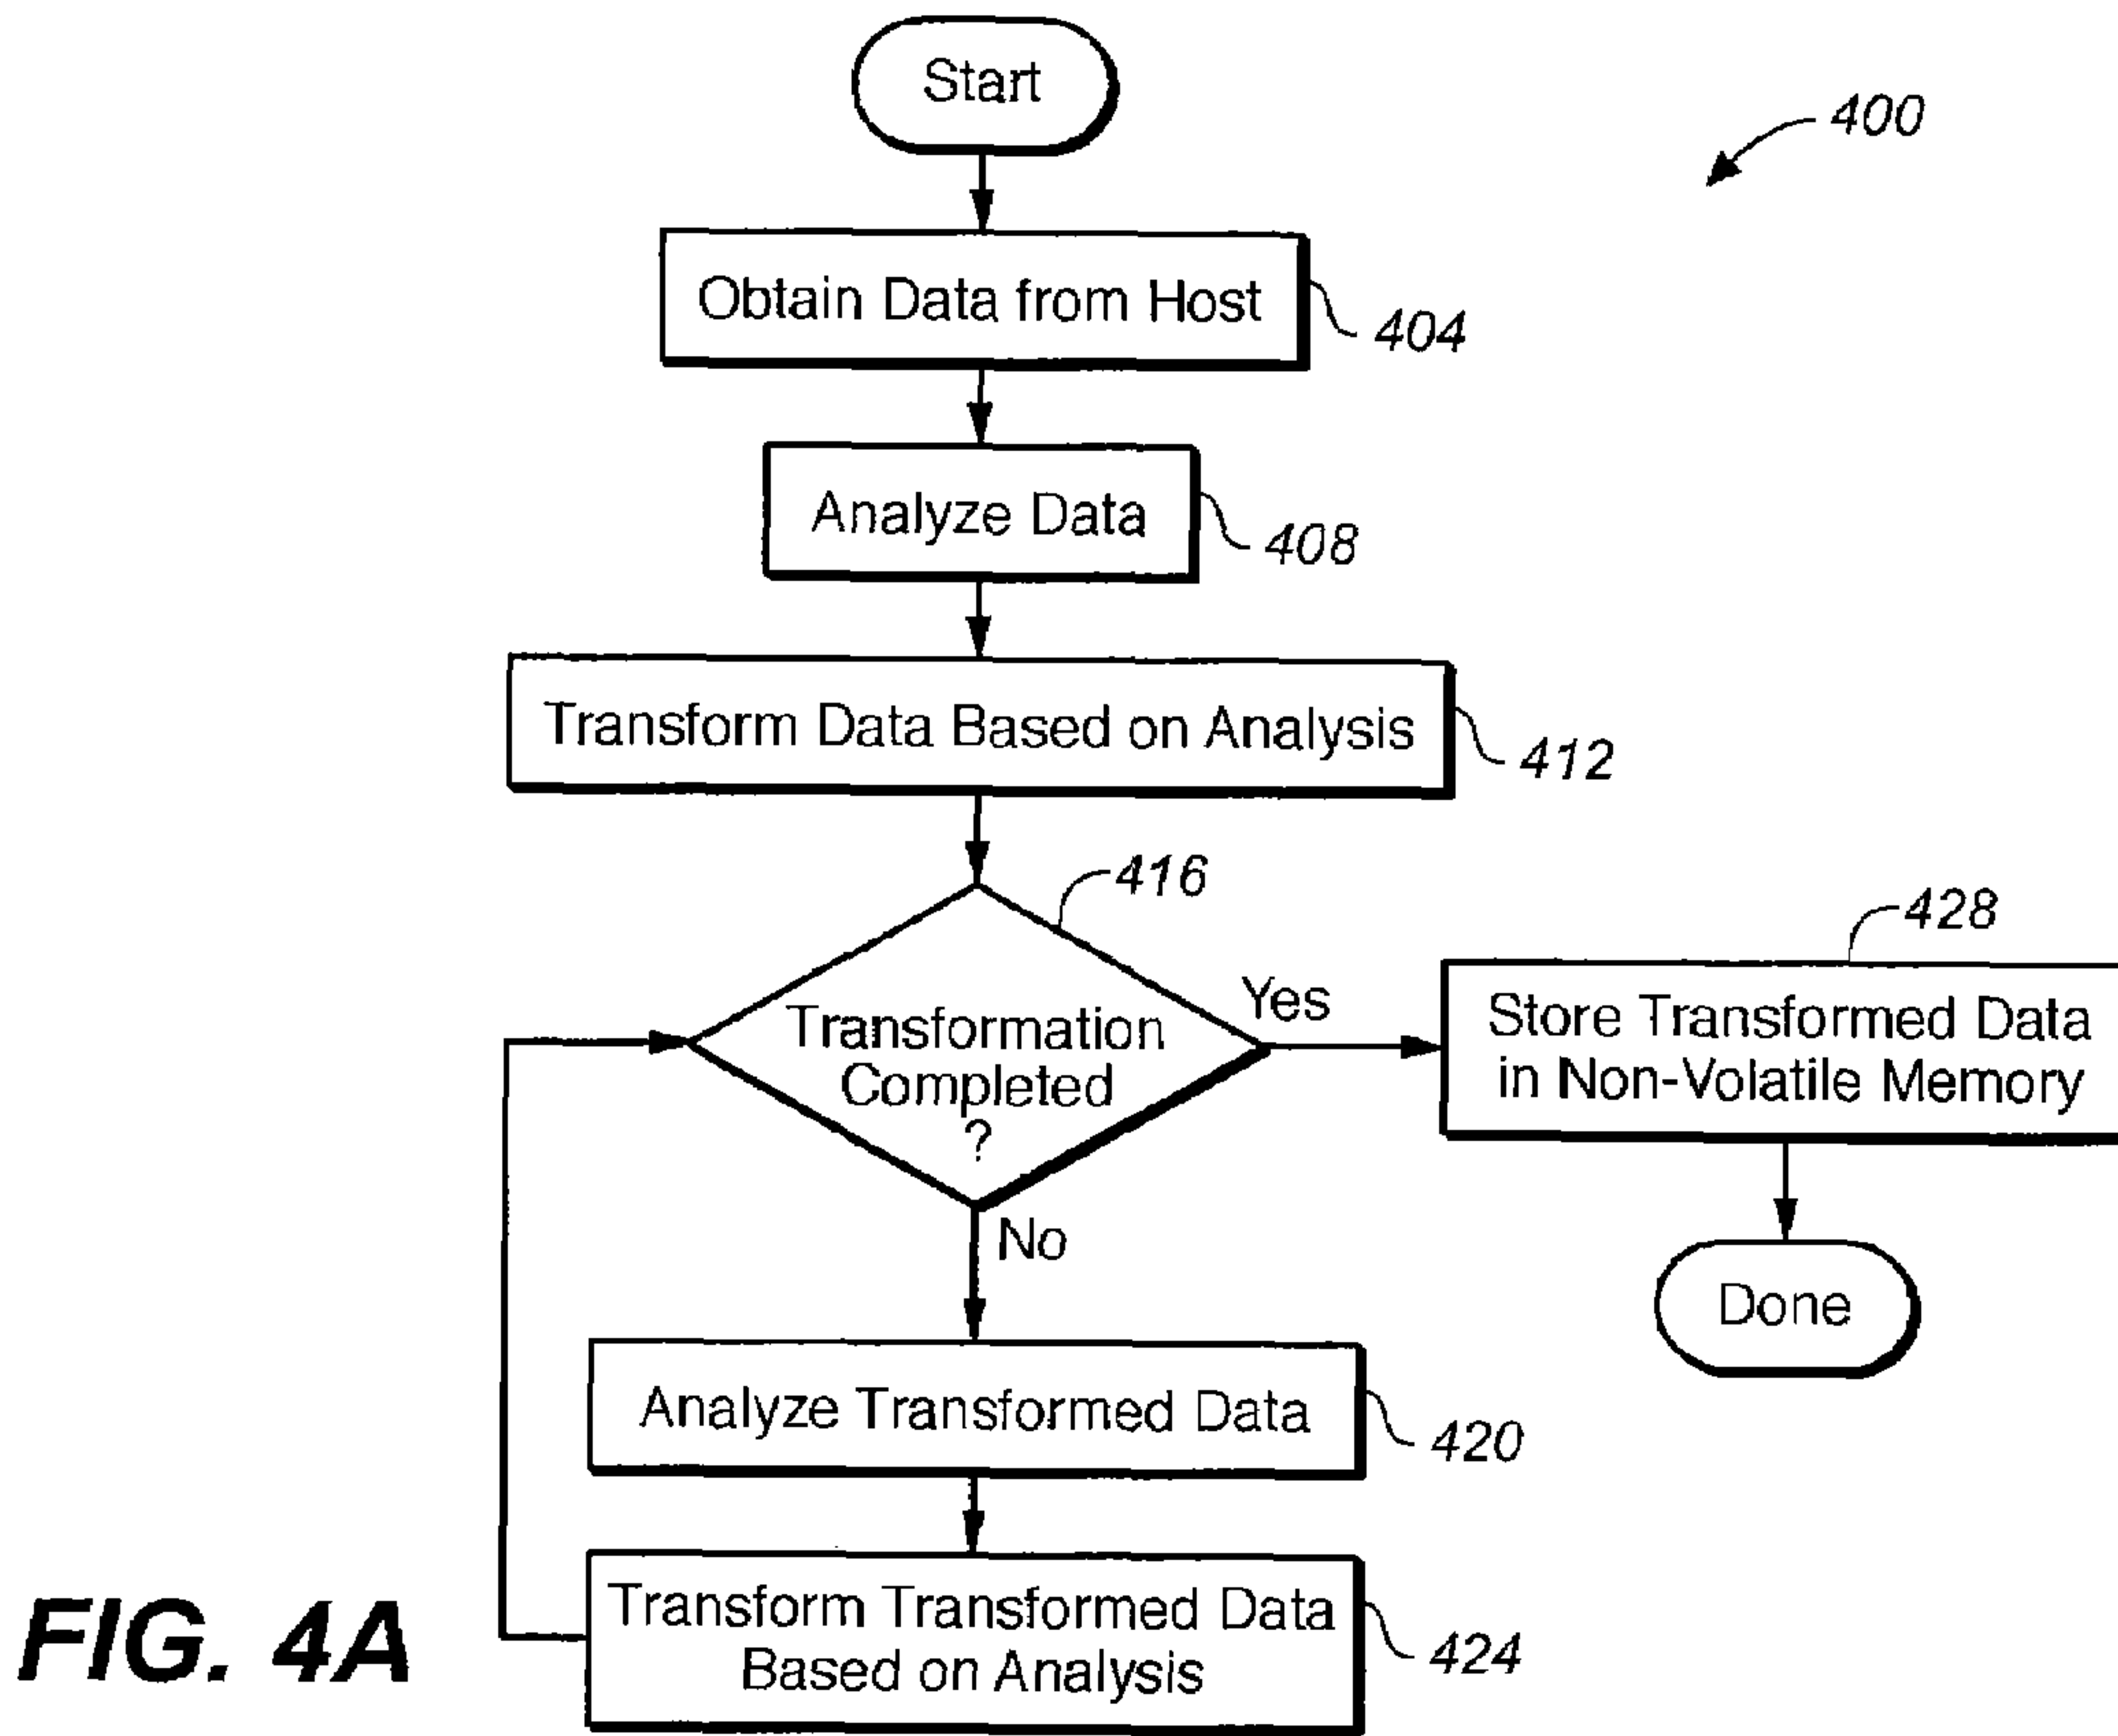 Start
400
Obtain Data from Host
404
Analyze Data
408
Transform Data Based on Analysis
412
416
Transformation
Completed
?
Yes
No
428
Store Transformed Data
in Non-Volatile Memory
Done
Analyze Transformed Data
420
Transform Transformed Data
Based on Analysis
424
FIG. 4A